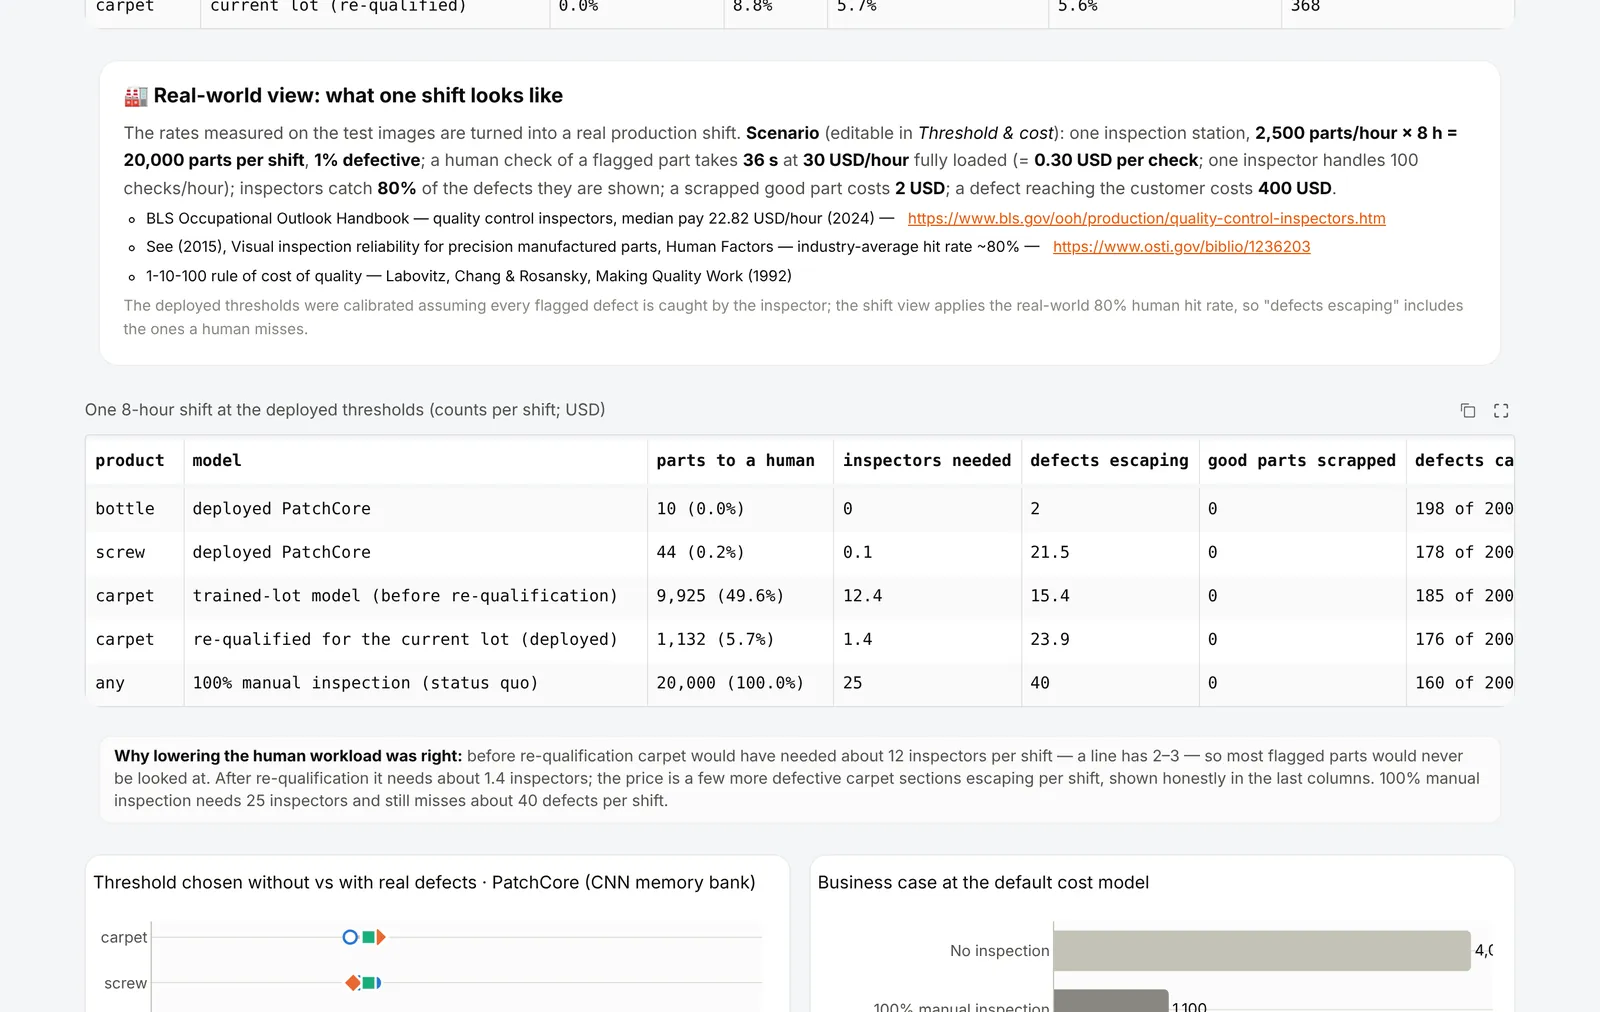 carpet current lot (re-qualified) 0.0% 8.8% 5.7% 5.6% 368
🏭 Real-world view: what one shift looks like
The rates measured on the test images are turned into a real production shift. Scenario (editable in Threshold & cost): one inspection station, 2,500 parts/hour × 8 h =
20,000 parts per shift, 1% defective; a human check of a flagged part takes 36 s at 30 USD/hour fully loaded (= 0.30 USD per check; one inspector handles 100
checks/hour); inspectors catch 80% of the defects they are shown; a scrapped good part costs 2 USD; a defect reaching the customer costs 400 USD.
BLS Occupational Outlook Handbook — quality control inspectors, median pay 22.82 USD/hour (2024) — https://www.bls.gov/ooh/production/quality-control-inspectors.htm
See (2015), Visual inspection reliability for precision manufactured parts, Human Factors — industry-average hit rate ~80% — https://www.osti.gov/biblio/1236203
1-10-100 rule of cost of quality — Labovitz, Chang & Rosansky, Making Quality Work (1992)
The deployed thresholds were calibrated assuming every flagged defect is caught by the inspector; the shift view applies the real-world 80% human hit rate, so "defects escaping" includes
the ones a human misses.
One 8-hour shift at the deployed thresholds (counts per shift; USD)
product model parts to a human inspectors needed defects escaping good parts scrapped defects ca
bottle deployed PatchCore 10 (0.0%) 0 2 0 198 of 200
screw deployed PatchCore 44 (0.2%) 0.1 21.5 0 178 of 200
carpet trained-lot model (before re-qualification) 9,925 (49.6%) 12.4 15.4 0 185 of 200
carpet re-qualified for the current lot (deployed) 1,132 (5.7%) 1.4 23.9 0 176 of 200
any 100% manual inspection (status quo) 20,000 (100.0%) 25 40 0 160 of 200
Why lowering the human workload was right: before re-qualification carpet would have needed about 12 inspectors per shift — a line has 2–3 — so most flagged parts would never
be looked at. After re-qualification it needs about 1.4 inspectors; the price is a few more defective carpet sections escaping per shift, shown honestly in the last columns. 100% manual
inspection needs 25 inspectors and still misses about 40 defects per shift.
Threshold chosen without vs with real defects · PatchCore (CNN memory bank)
carpet
screw
Business case at the default cost model
No inspection 4,0
100% manual inspection 1,100